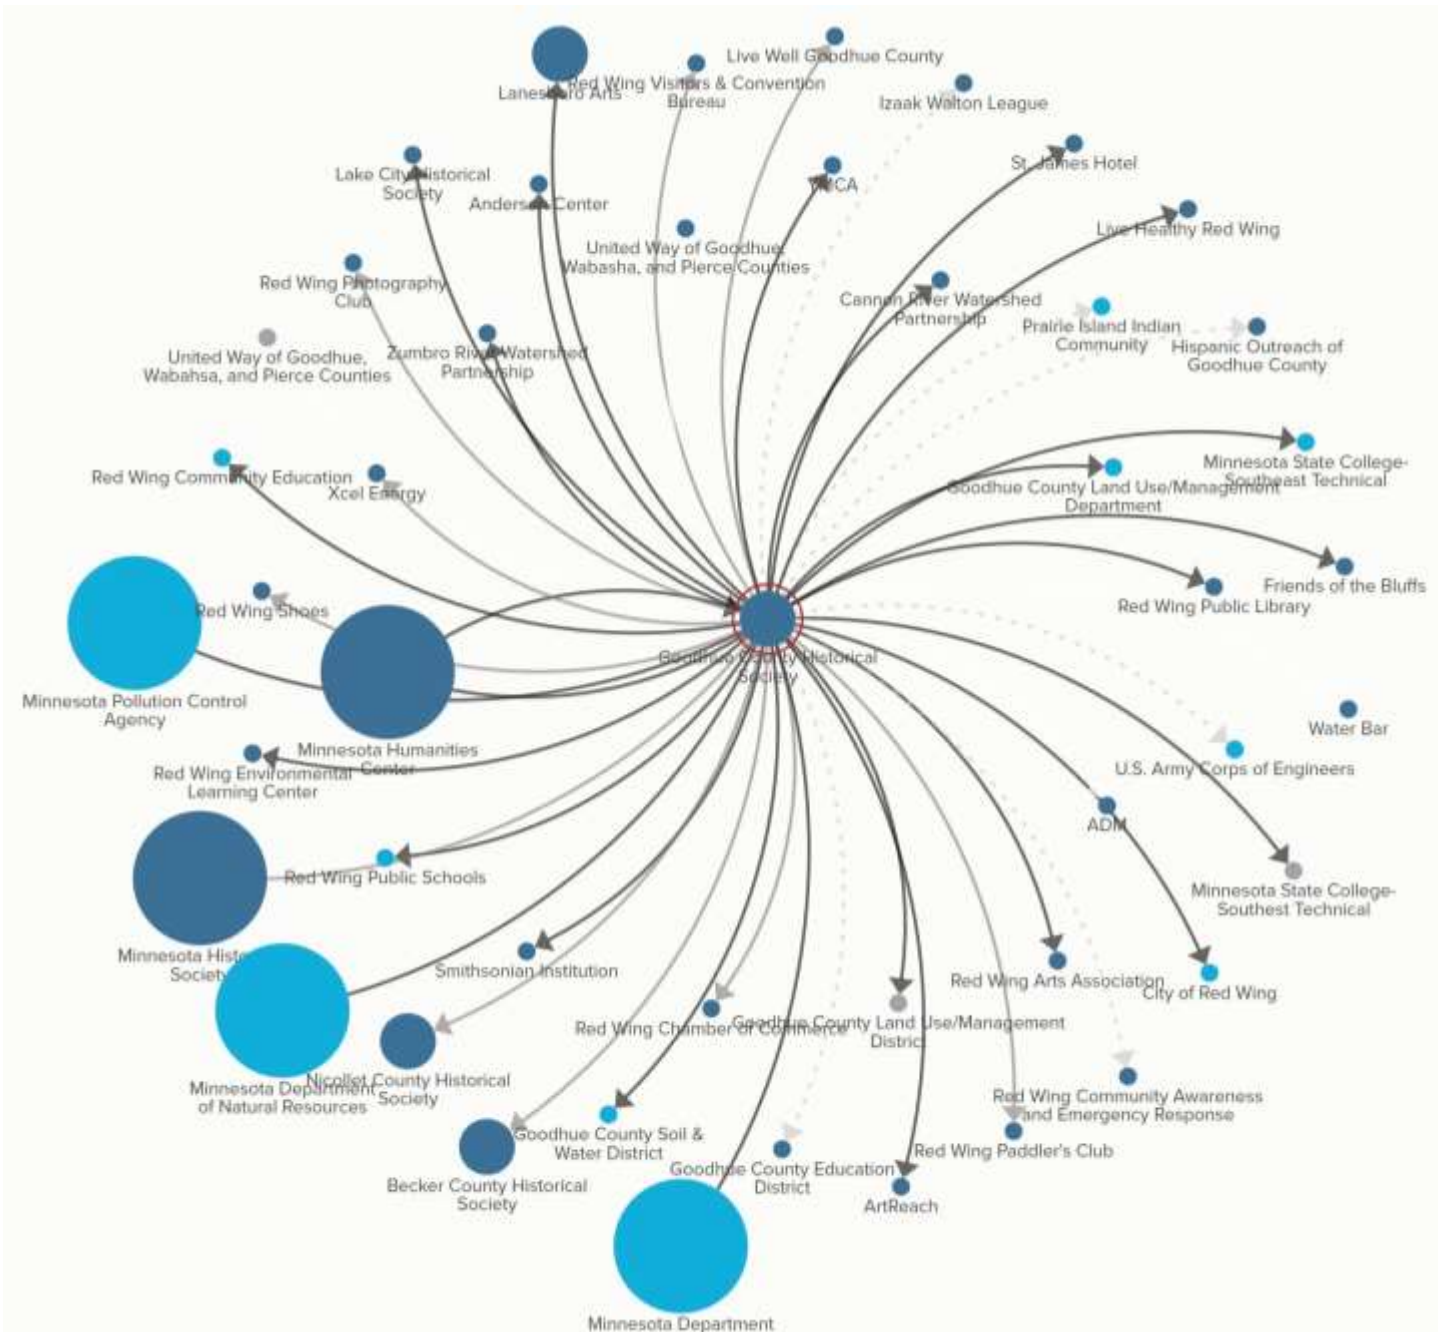 Live Well Goodhue County
Red Wing Visitors & Convention
Bureau
Lanesboro Arts
Izaak Walton League
St. James Hotel
Lake City Historical
Society
Anderson Center
Live Healthy Red Wing
United Way of Goodhue,
Wabasha, and Pierce Counties
Red Wing Photography
Club
Cannon River Watershed
Partnership
Prairie Island Indian
Community
Hispanic Outreach of
Goodhue County
United Way of Goodhue,
Wabahsa, and Pierce Counties
Zumbro River Watershed
Partnership
Minnesota State College-
Southeast Technical
Red Wing Community Education
Xcel Energy
Goodhue County Land Use/Management
Department
Friends of the Bluffs
Red Wing Public Library
Red Wing Shoes
Goodhue County Historical
Society
Minnesota Pollution Control
Agency
Water Bar
Minnesota Humanities
Center
U.S. Army Corps of Engineers
Red Wing Environmental
Learning Center
ADM
Red Wing Public Schools
Minnesota State College-
Southest Technical
Minnesota
Society
Smithsonian Institution
Red Wing Arts Association
City of Red Wing
Red Wing Chamber of Commerce
Goodhue County Land Use/Management
District
Minnesota Department
of Natural Resources
Nicollet County Historical
Society
Red Wing Community Awareness
and Emergency Response
Goodhue County Soil &
Water District
Red Wing Paddler's Club
Goodhue County Education
District
Becker County Historical
Society
ArtReach
Minnesota Department